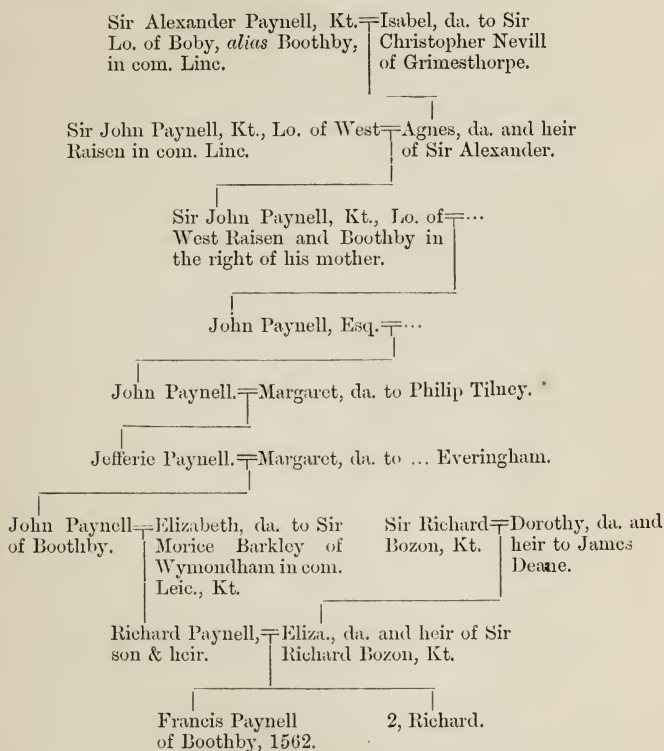 Sir Alexander Paynell, Kt.
Lo. of Boby, alias Boothby,
in com. Linc.
Isabel, da. to Sir
Christopher Nevill
of Grimesthorpe.
Sir John Paynell, Kt., Lo. of West
Raisen in com. Linc.
Agnes, da. and heir
of Sir Alexander.
Sir John Paynell, Kt., Lo. of
West Raisen and Boothby in
the right of his mother.
...
John Paynell, Esq.
...
John Paynell.
Margaret, da. to Philip Tilney.
Jefferie Paynell.
Margaret, da. to ... Everingham.
John Paynell
of Boothby.
Elizabeth, da. to Sir
Morice Barkley of
Wymondham in com.
Leic., Kt.
Sir Richard
Bozon, Kt.
Dorothy, da. and
heir to James
Deane.
Richard Paynell,
son & heir.
Eliza., da. and heir of Sir
Richard Bozon, Kt.
Francis Paynell
of Boothby, 1562.
2, Richard.